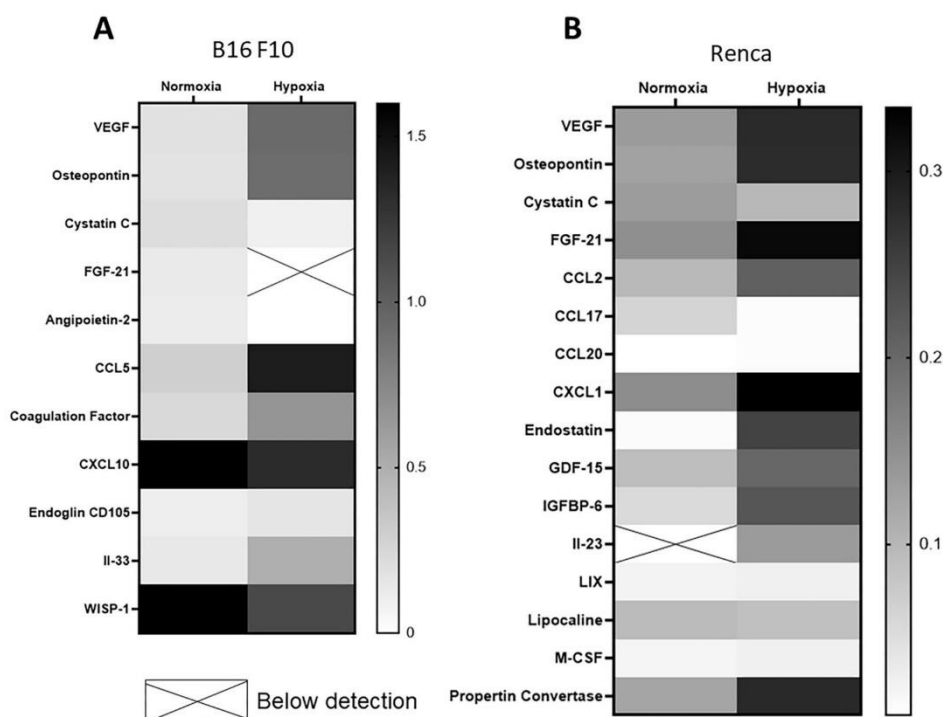 A
B16 F10
Normoxia Hypoxia
VEGF
Osteopontin
Cystatin C
FGF-21
Angipoietin-2
CCL5
Coagulation Factor
CXCL10
Endoglin CD105
Il-33
WISP-1
1.5
1.0
0.5
0
Below detection
B
Renca
Normoxia Hypoxia
VEGF
Osteopontin
Cystatin C
FGF-21
CCL2
CCL17
CCL20
CXCL1
Endostatin
GDF-15
IGFBP-6
Il-23
LIX
Lipocaline
M-CSF
Propertin Convertase
0.3
0.2
0.1